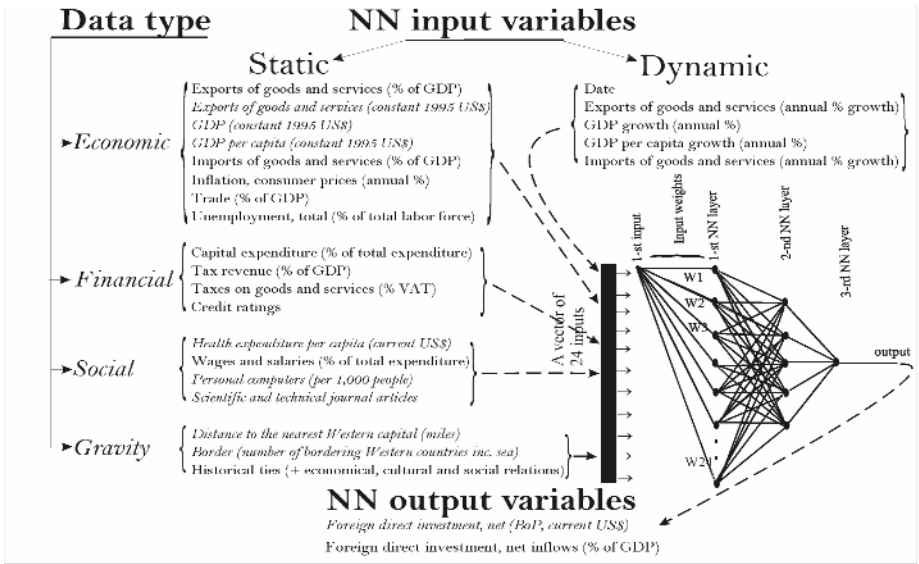 Data type
NN input variables
Static
Dynamic
Economic
Exports of goods and services (% of GDP)
Exports of goods and services (constant 1995 US$)
GDP (constant 1995 US$)
GDP per capita (constant 1995 US$)
Imports of goods and services (% of GDP)
Inflation, consumer prices (annual %)
Trade (% of GDP)
Unemployment, total (% of total labor force)
Date
Exports of goods and services (annual % growth)
GDP growth (annual %)
GDP per capita growth (annual %)
Imports of goods and services (annual % growth)
Financial
Capital expenditure (% of total expenditure)
Tax revenue (% of GDP)
Taxes on goods and services (% VAT)
Credit ratings
Social
Health expenditure per capita (current US$)
Wages and salaries (% of total expenditure)
Personal computers (per 1,000 people)
Scientific and technical journal articles
Gravity
Distance to the nearest Western capital (miles)
Border (number of bordering Western countries inc. sea)
Historical ties (+ economical, cultural and social relations)
A vector of
24 inputs
1-st input
Input weights
1-st NN layer
2-nd NN layer
3-rd NN layer
W1
W2
W3
W24
output
NN output variables
Foreign direct investment, net (BoP, current US$)
Foreign direct investment, net inflows (% of GDP)